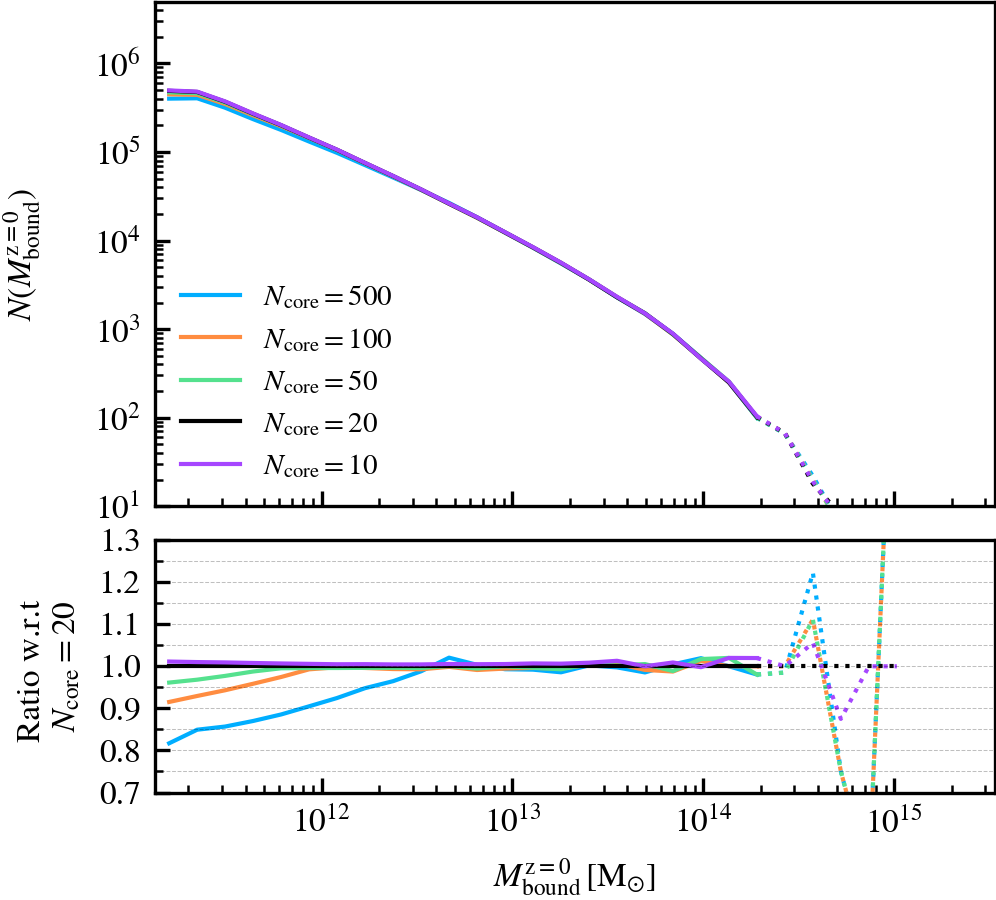 10^6
10^5
10^4
10^3
10^2
10^1
N(M_bound^z=0)
N_core = 500
N_core = 100
N_core = 50
N_core = 20
N_core = 10
1.3
1.2
1.1
1.0
0.9
0.8
0.7
Ratio w.r.t
N_core = 20
10^12 10^13 10^14 10^15
M_bound^z=0 [M_⊙]